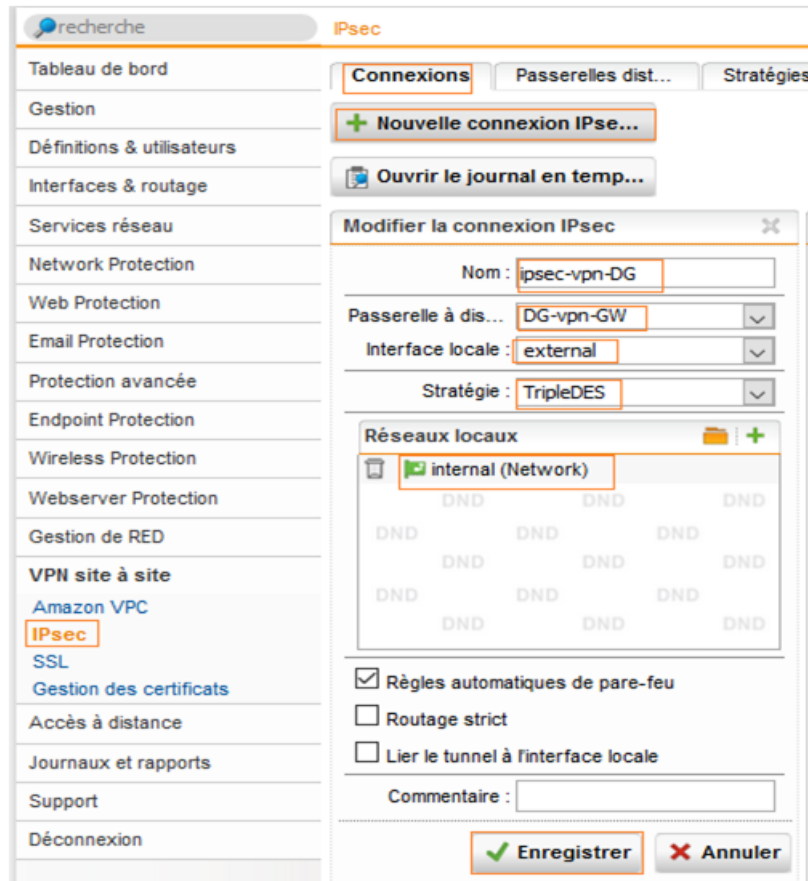 recherche
Tableau de bord
Gestion
Définitions & utilisateurs
Interfaces & routage
Services réseau
Network Protection
Web Protection
Email Protection
Protection avancée
Endpoint Protection
Wireless Protection
Webserver Protection
Gestion de RED
VPN site à site
Amazon VPC
IPsec
SSL
Gestion des certificats
Accès à distance
Journaux et rapports
Support
Déconnexion
IPsec
Connexions Passerelles dist... Stratégies
Nouvelle connexion IPse...
Ouvrir le journal en temp...
Modifier la connexion IPsec
Nom : ipsec-vpn-DG
Passerelle à dis... DG-vpn-GW
Interface locale : external
Stratégie : TripleDES
Réseaux locaux
internal (Network)
DND DND DND
DND DND DND
DND DND DND
DND DND DND
DND DND DND
Règles automatiques de pare-feu
Routage strict
Lier le tunnel à l'interface locale
Commentaire :
Enregistrer Annuler